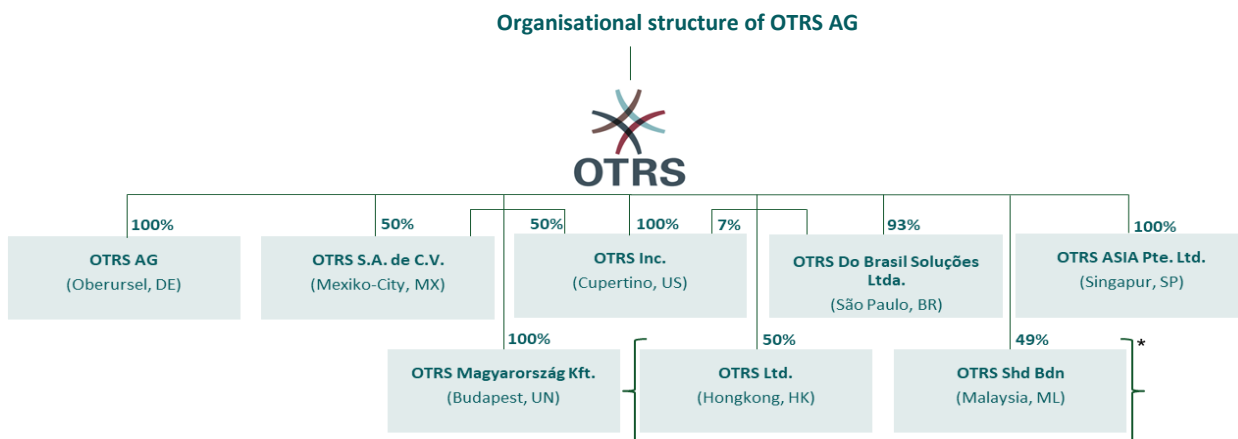 Organisational structure of OTRS AG
OTRS
100%
50%
50%
100%
7%
93%
100%
OTRS AG
(Oberursel, DE)
OTRS S.A. de C.V.
(Mexiko-City, MX)
OTRS Inc.
(Cupertino, US)
OTRS Do Brasil Soluções
Ltda.
(São Paulo, BR)
OTRS ASIA Pte. Ltd.
(Singapur, SP)
100%
50%
49%
*
OTRS Magyarország Kft.
(Budapest, UN)
OTRS Ltd.
(Hongkong, HK)
OTRS Shd Bdn
(Malaysia, ML)